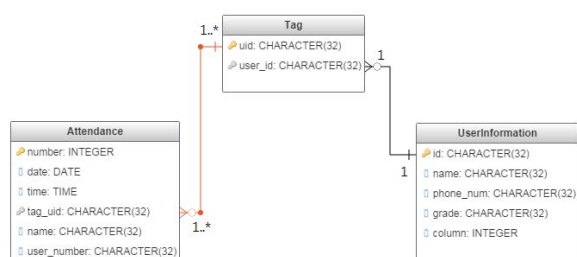 Tag
uid: CHARACTER(32)
user_id: CHARACTER(32)
1..*
1
Attendance
number: INTEGER
date: DATE
time: TIME
tag_uid: CHARACTER(32)
name: CHARACTER(32)
user_number: CHARACTER(32)
1..*
UserInformation
id: CHARACTER(32)
name: CHARACTER(32)
phone_num: CHARACTER(32)
grade: CHARACTER(32)
column: INTEGER
1